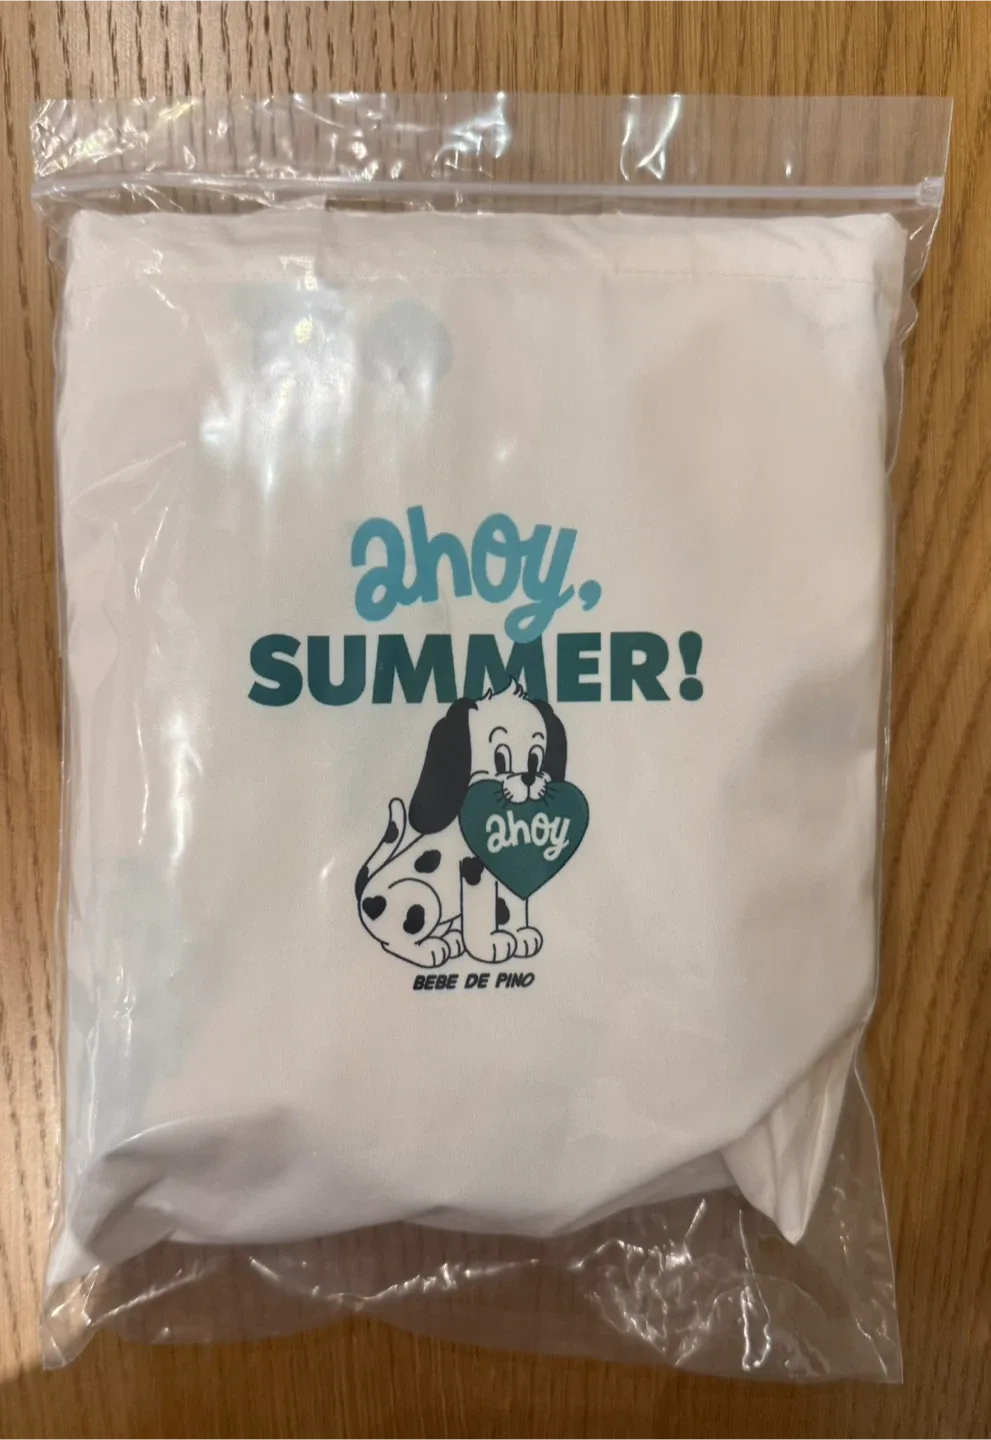 ahoy,
SUMMER!
ahoy
BEBE DE PINO